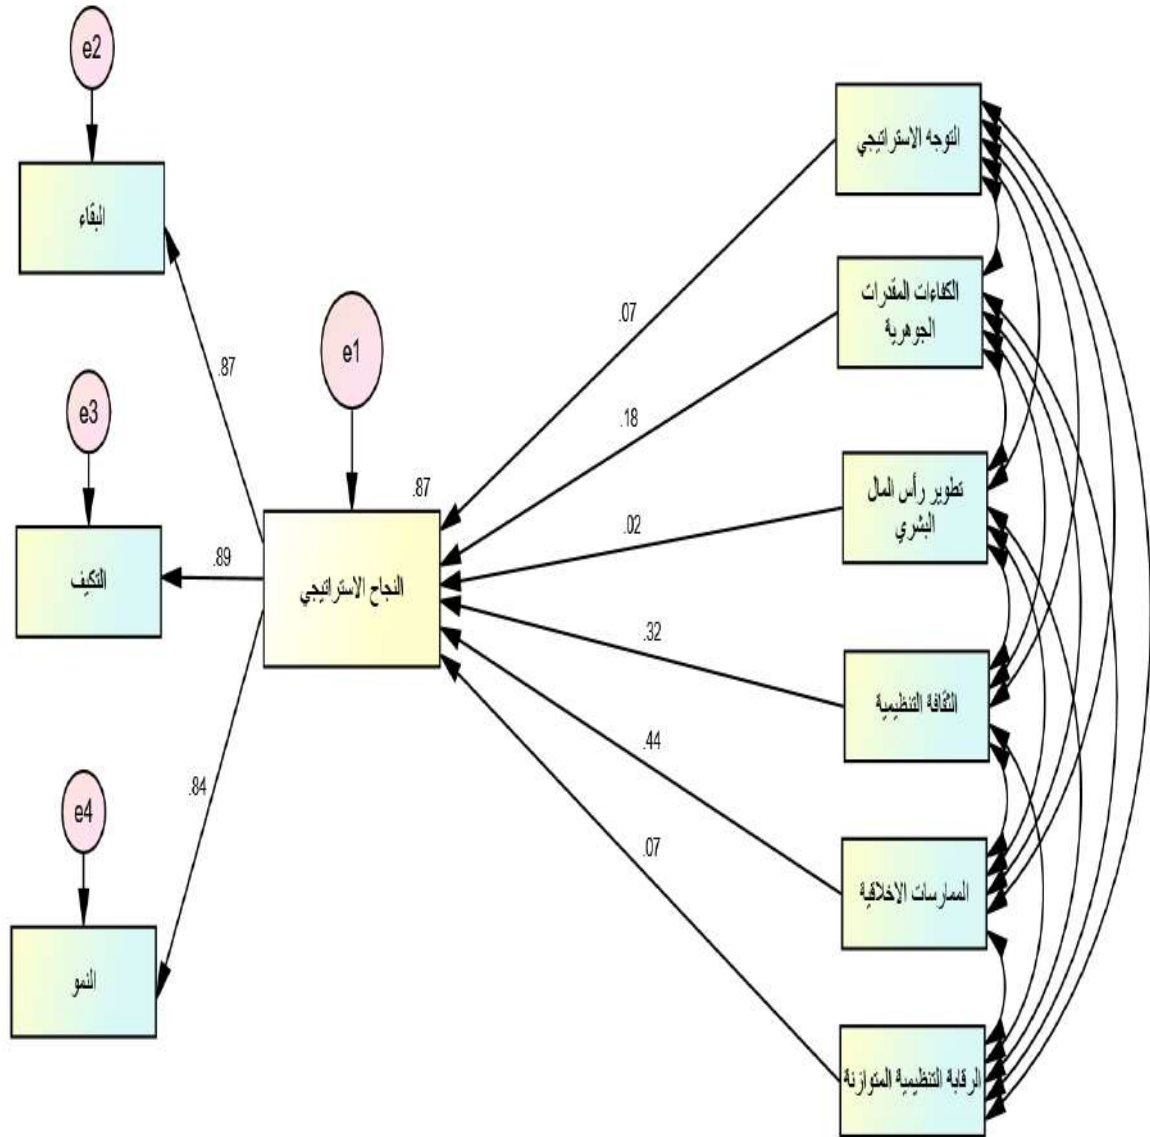 e2
التوجه الاستراتيجي
البقاء
الكفاءات المقدرات
الجوهرية
.07
e1
.87
e3
.18
تطوير رأس المال
البشري
.87
.02
.89
التكيف
النجاح الاستراتيجي
.32
الثقافة التنظيمية
.44
e4
.84
.07
الممارسات الاخلاقية
النمو
الرقابة التنظيمية المتوازنة